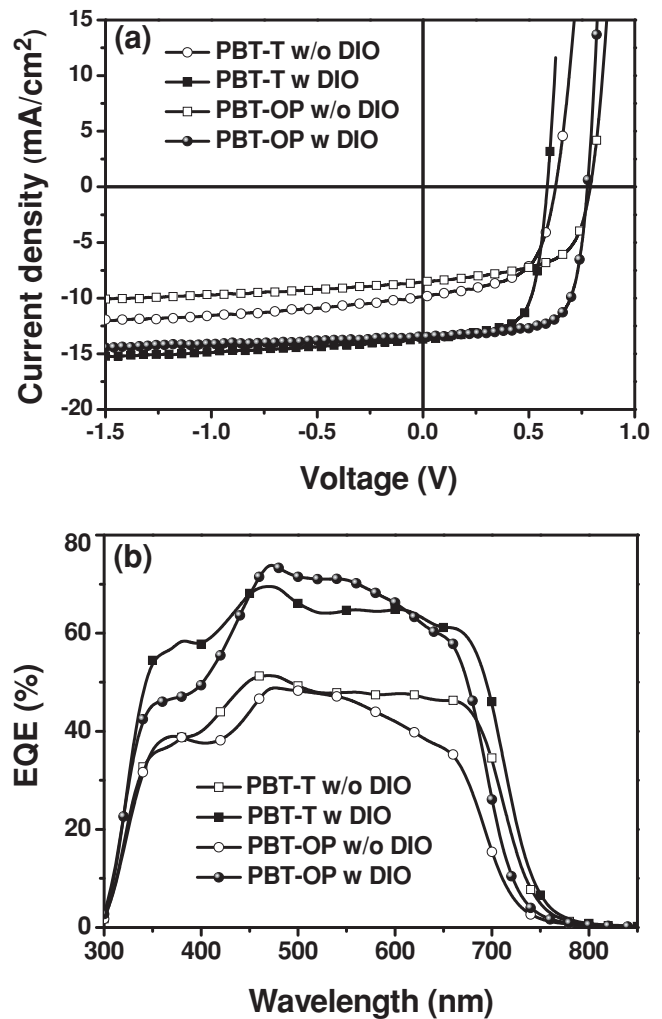 (a)
PBT-T w/o DIO
PBT-T w DIO
PBT-OP w/o DIO
PBT-OP w DIO
Current density (mA/cm²)
15
10
5
0
-5
-10
-15
-20
-1.5 -1.0 -0.5 0.0 0.5 1.0
Voltage (V)
(b)
EQE (%)
80
60
40
20
0
PBT-T w/o DIO
PBT-T w DIO
PBT-OP w/o DIO
PBT-OP w DIO
300 400 500 600 700 800
Wavelength (nm)